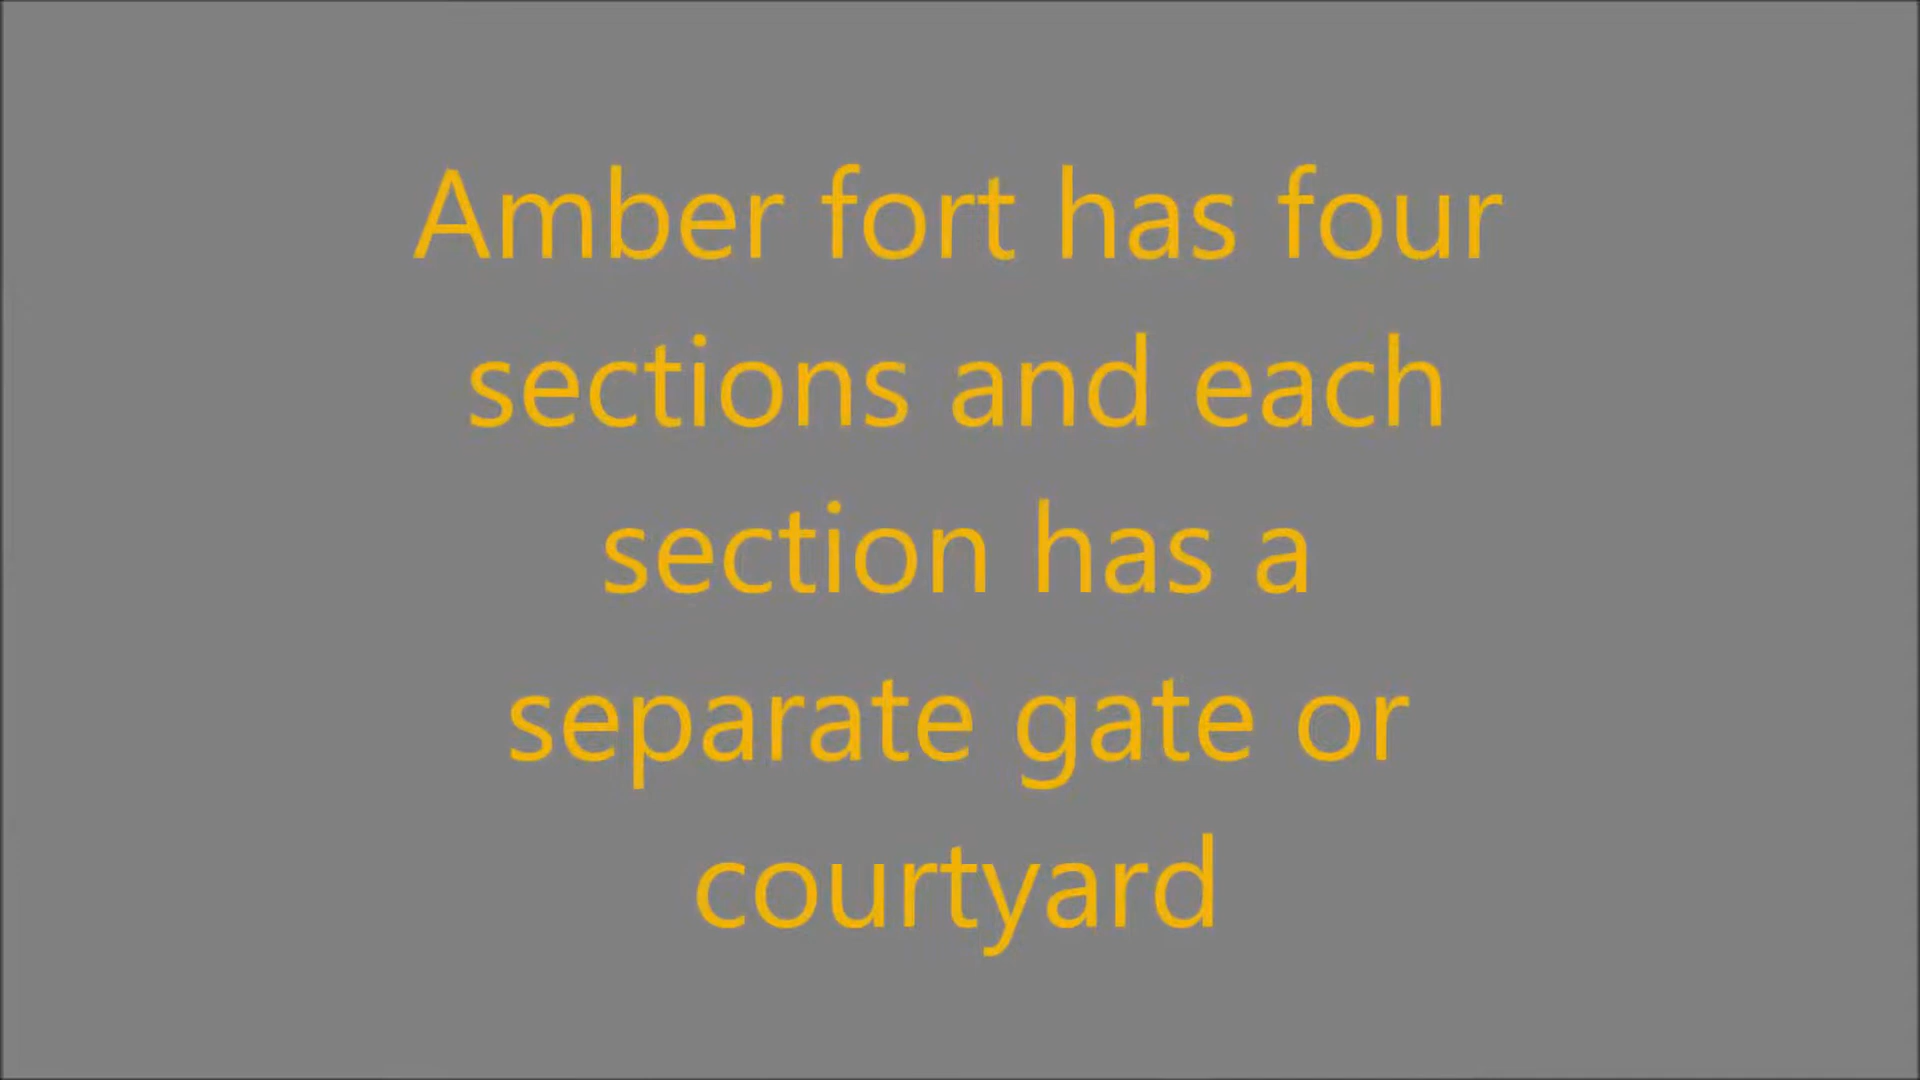 Amber fort has four
sections and each
section has a
separate gate or
courtyard